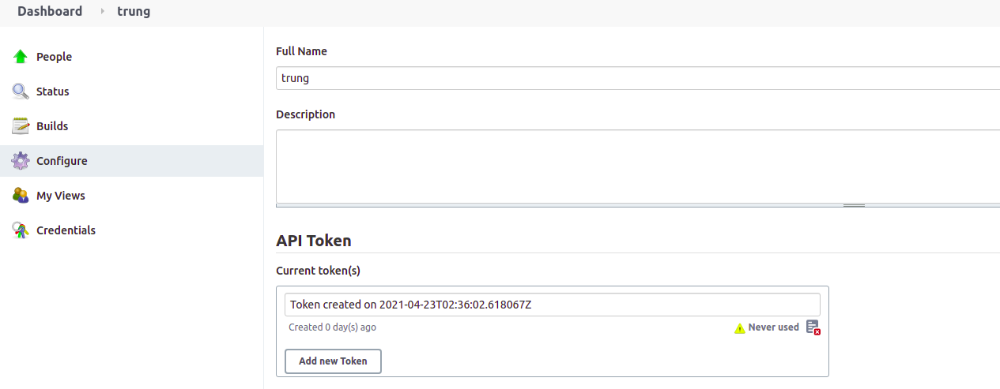 Dashboard trung
People
Status
Builds
Configure
My Views
Credentials
Full Name
trung
Description
API Token
Current token(s)
Token created on 2021-04-23T02:36:02.618067Z
Created 0 day(s) ago Never used
Add new Token